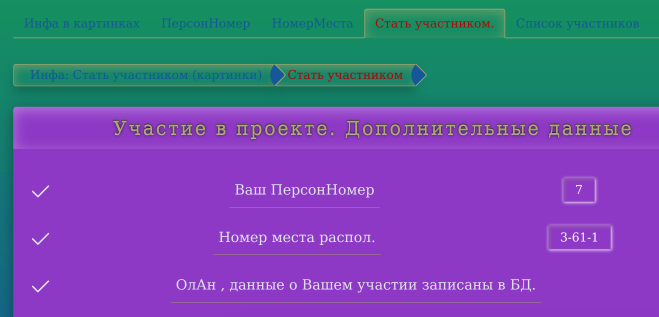 Инфа в картинках ПерсонНомер НомерМеста Стать участником. Список участников
Инфа: Стать участником (картинки) Стать участником
Участие в проекте. Дополнительные данные
Ваш ПерсонНомер 7
Номер места распол. 3-61-1
ОлАн , данные о Вашем участии записаны в БД.